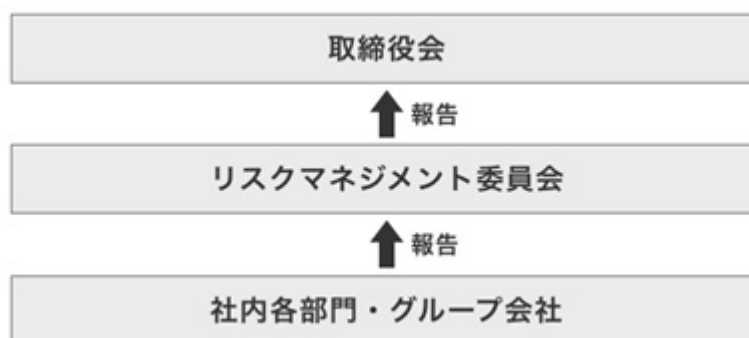 取締役会
報告
リスクマネジメント委員会
報告
社内各部門・グループ会社